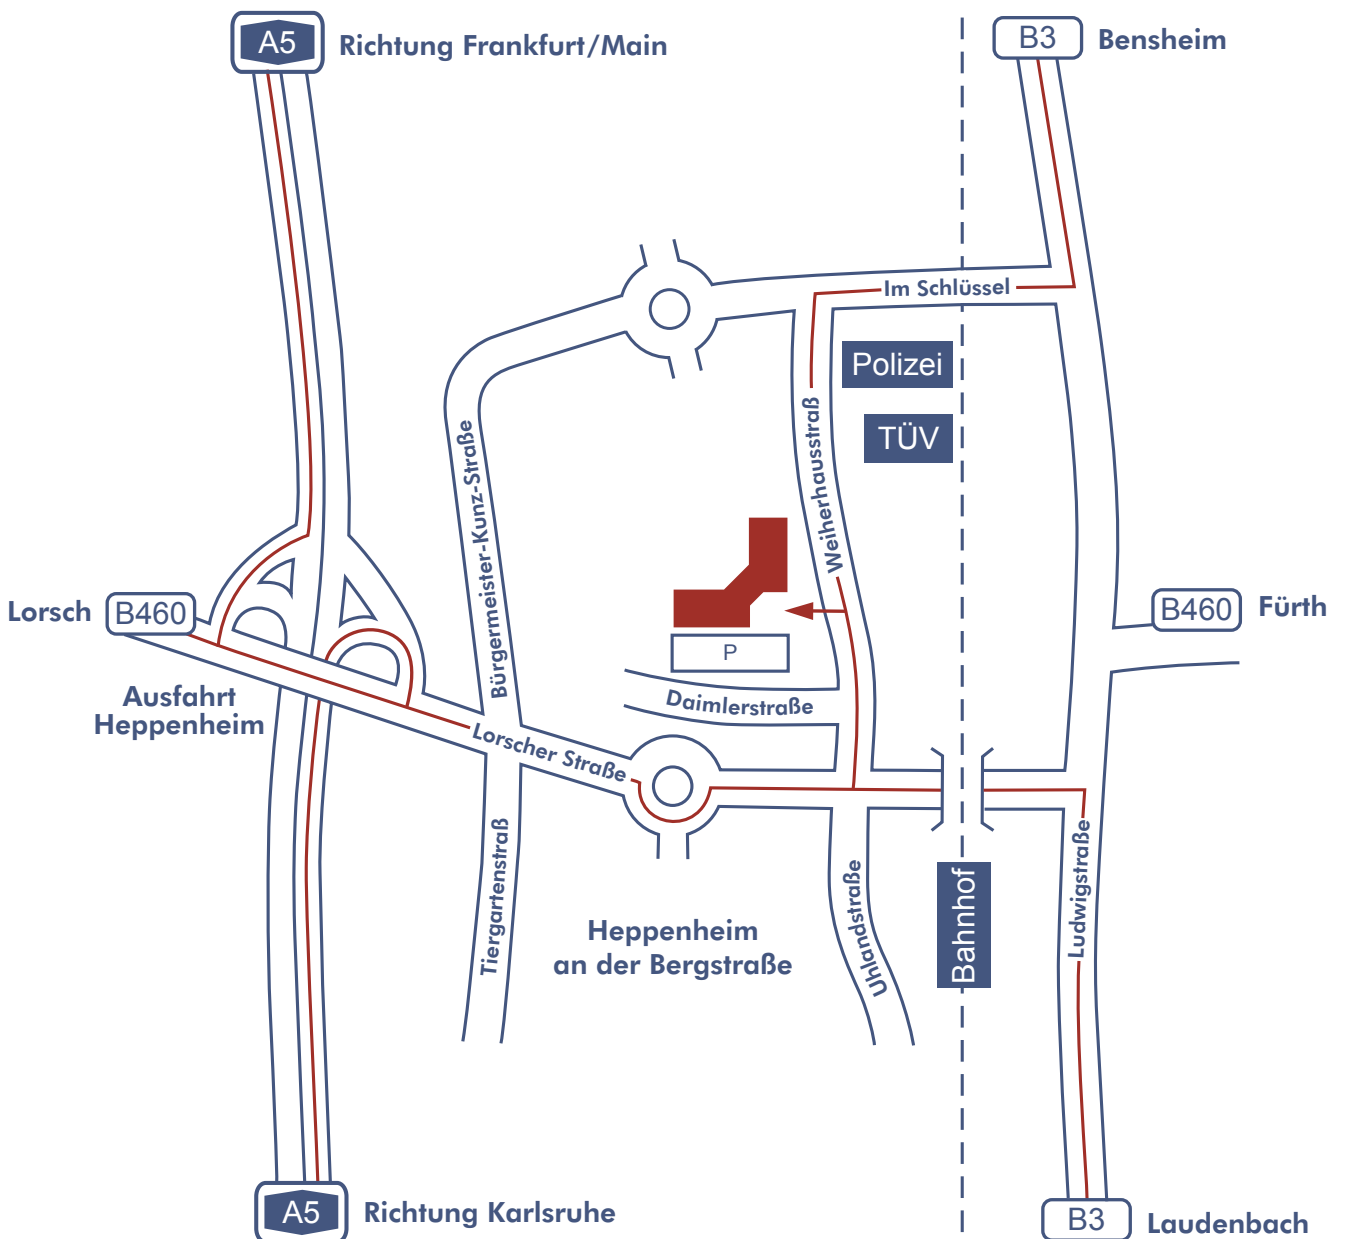 A5
Richtung Frankfurt/Main
B3
Bensheim
Im Schlüssel
Polizei
TÜV
Weiherhausstraß
Bürgermeister-Kunz-Straße
Lorsch
B460
B460
Fürth
P
Ausfahrt
Heppenheim
Daimlerstraße
Lorscher Straße
Tiergartenstraß
Uhlandstraße
Ludwigstraße
Bahnhof
Heppenheim
an der Bergstraße
A5
Richtung Karlsruhe
B3
Laudenbach